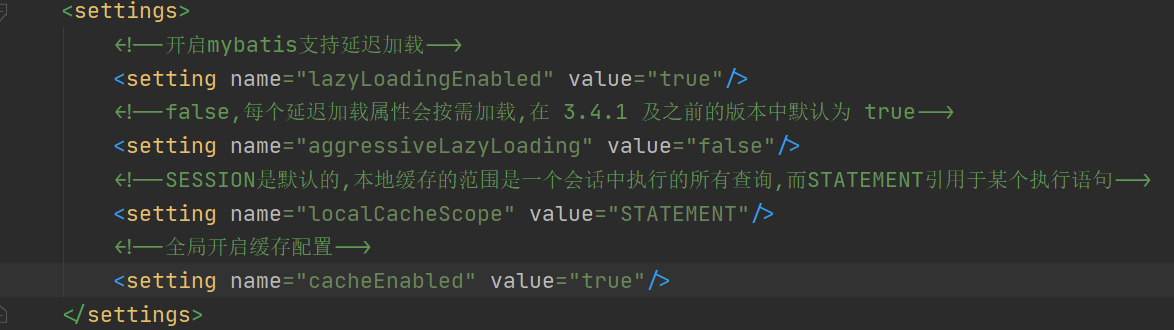 <settings>
<!--开启mybatis支持延迟加载-->
<setting name="lazyLoadingEnabled" value="true"/>
<!--false,每个延迟加载属性会按需加载,在 3.4.1 及之前的版本中默认为 true-->
<setting name="aggressiveLazyLoading" value="false"/>
<!--SESSION是默认的,本地缓存的范围是一个会话中执行的所有查询,而STATEMENT引用于某个执行语句-->
<setting name="localCacheScope" value="STATEMENT"/>
<!--全局开启缓存配置-->
<setting name="cacheEnabled" value="true"/>
</settings>